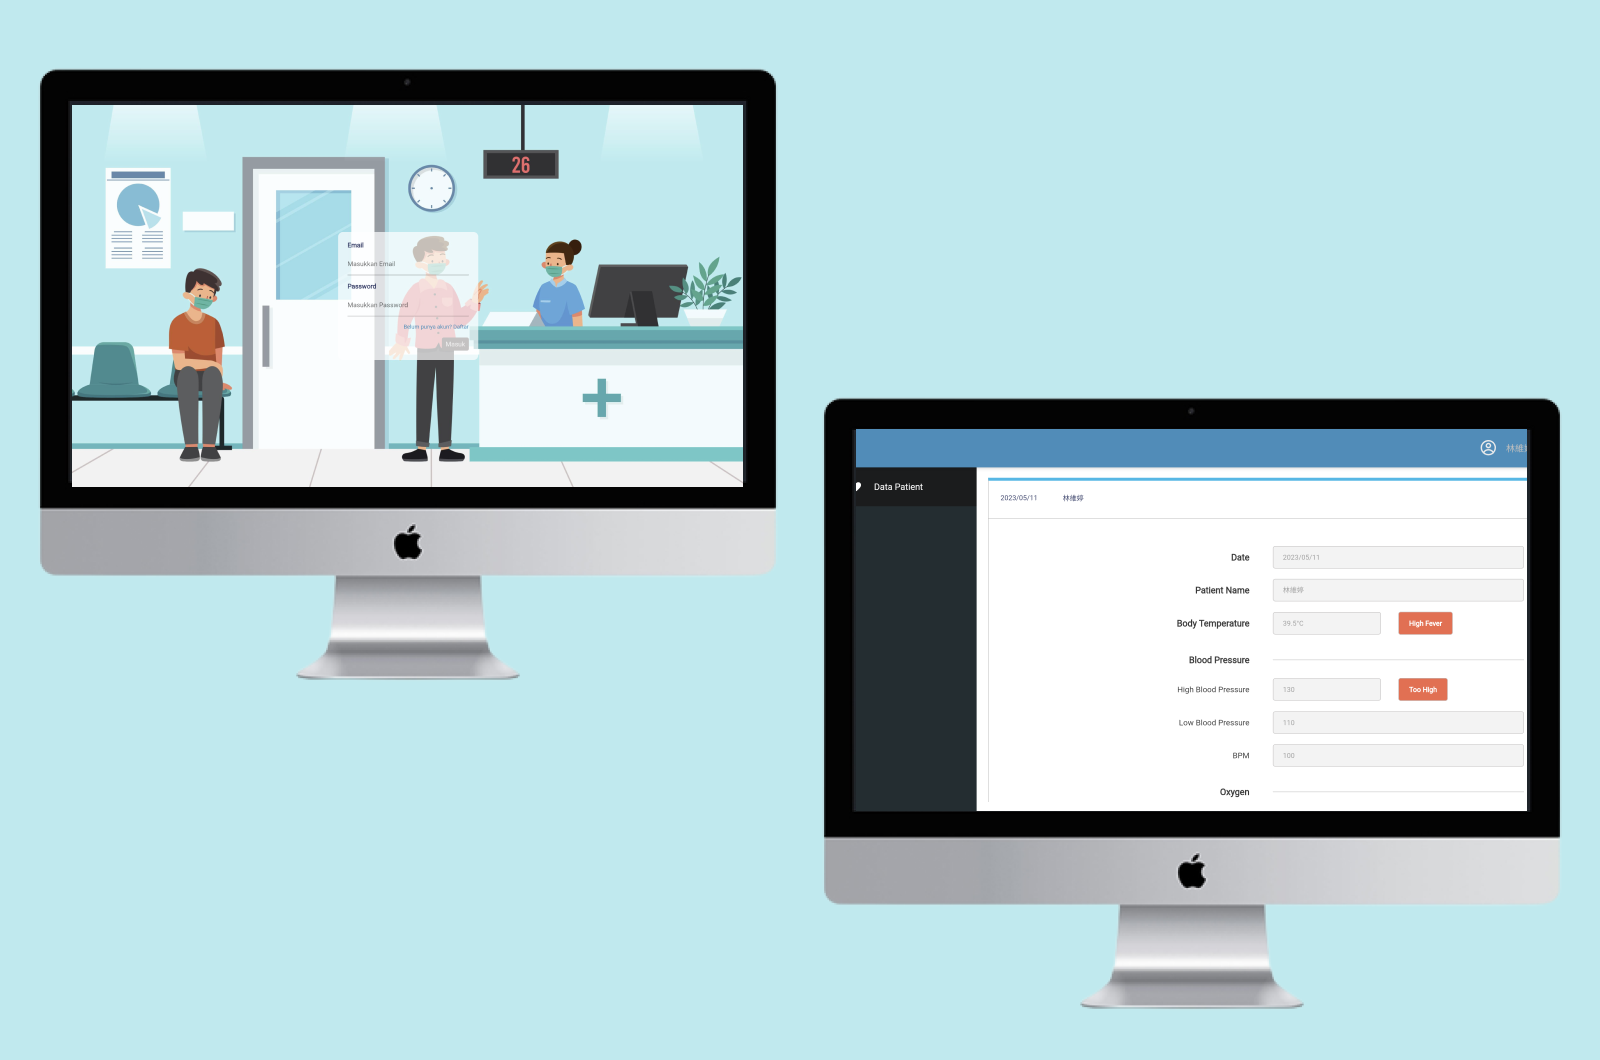 26
Email
Masukkan Email
Password
Masukkan Password
Belum punya akun? Daftar
Masuk
林維
Data Patient
2023/05/11 林維婷
Date 2023/05/11
Patient Name 林維婷
Body Temperature 39.5°C High Fever
Blood Pressure
High Blood Pressure 130 Too High
Low Blood Pressure 110
BPM 100
Oxygen